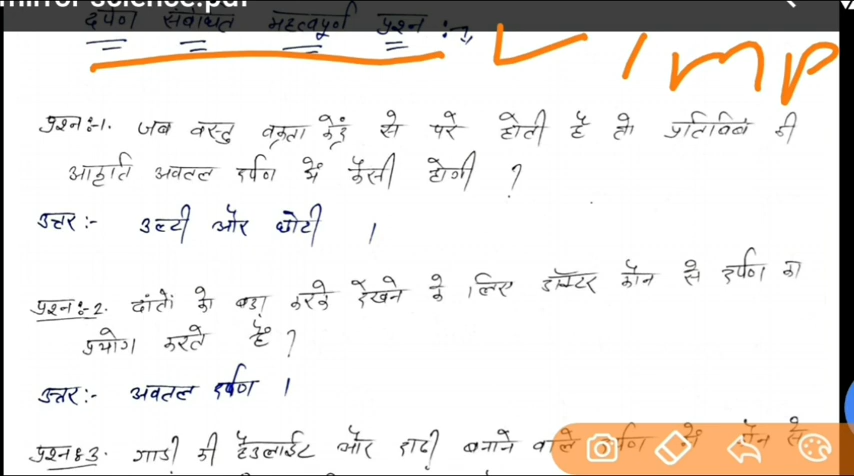 mirror science.pdf
दर्पण संबंधित महत्वपूर्ण प्रश्न :-
V Imp
प्रश्न:-1. जब वस्तु वक्रता केंद्र से परे होती है तो प्रतिबिंब की
आकृति अवतल दर्पण में कैसी होगी ?
उत्तर :- उल्टी और छोटी ।
प्रश्न:-2. दांतों को बड़ा करके देखने के लिए डॉक्टर कौन से दर्पण का
प्रयोग करते हैं ?
उत्तर :- अवतल दर्पण ।
प्रश्न:3. गाडी की हैडलाईट और दाढ़ी बनाने वाले दर्पण में कौन से